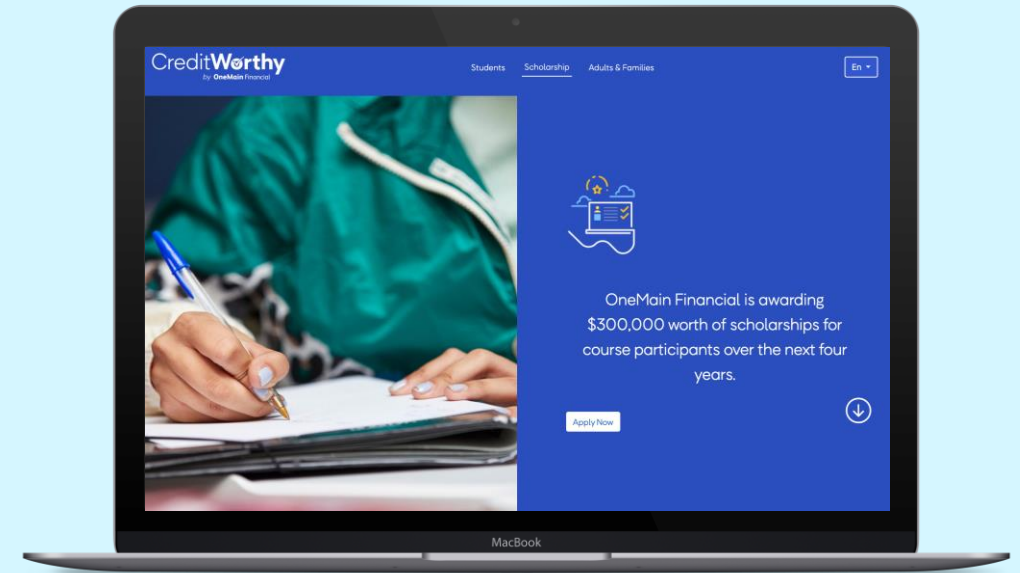 CreditWorthy
by OneMain Financial
Students Scholarship Adults & Families En
OneMain Financial is awarding
$300,000 worth of scholarships for
course participants over the next four
years.
Apply Now
MacBook